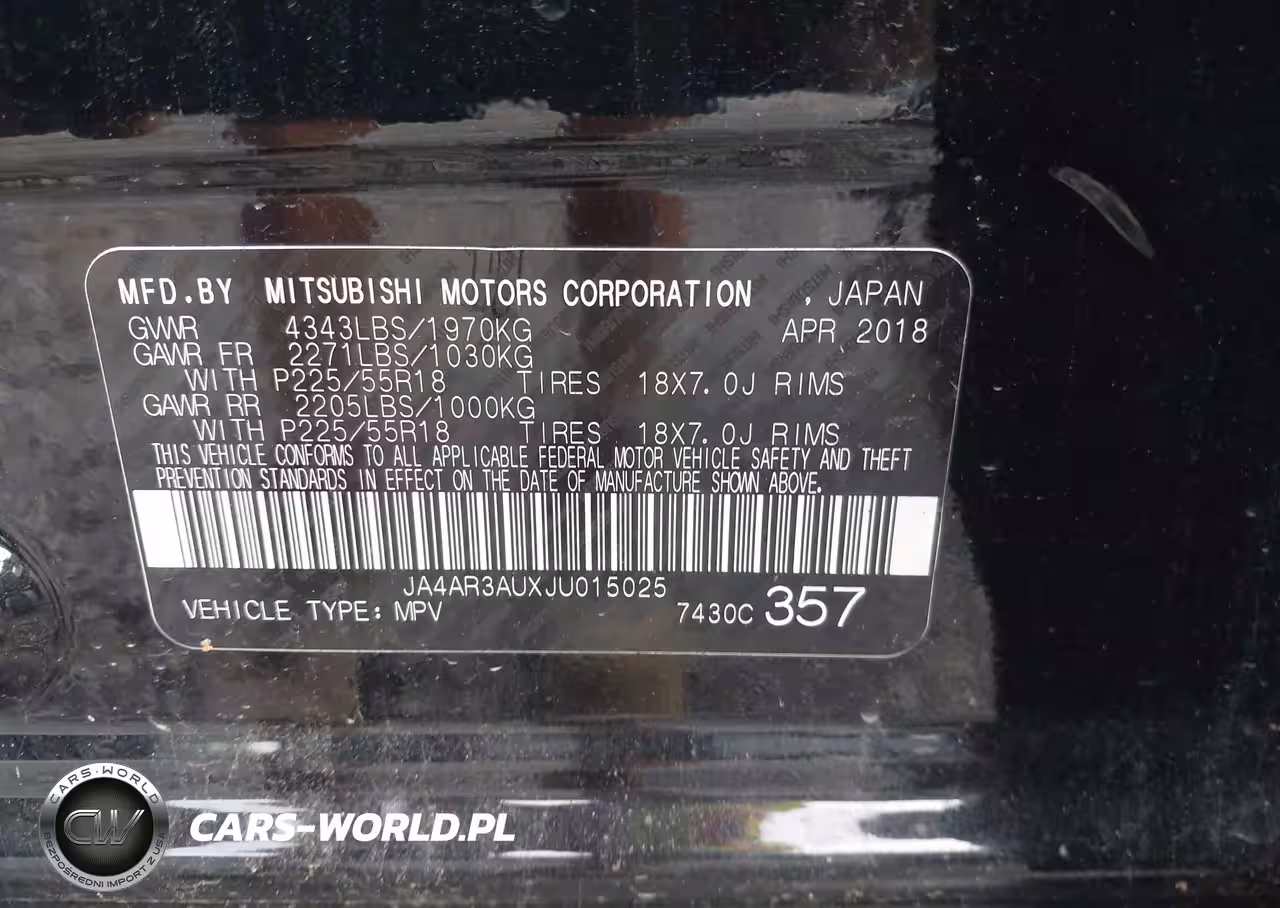 MFD.BY MITSUBISHI MOTORS CORPORATION , JAPAN
GVWR 4343LBS/1970KG APR 2018
GAWR FR 2271LBS/1030KG
WITH P225/55R18 TIRES 18X7.0J RIMS
GAWR RR 2205LBS/1000KG
WITH P225/55R18 TIRES 18X7.0J RIMS
THIS VEHICLE CONFORMS TO ALL APPLICABLE FEDERAL MOTOR VEHICLE SAFETY AND THEFT
PREVENTION STANDARDS IN EFFECT ON THE DATE OF MANUFACTURE SHOWN ABOVE.
JA4AR3AUXJU015025
VEHICLE TYPE: MPV 7430C 357
CARS-WORLD
CW
BEZPOŚREDNI IMPORT Z USA
CARS-WORLD.PL